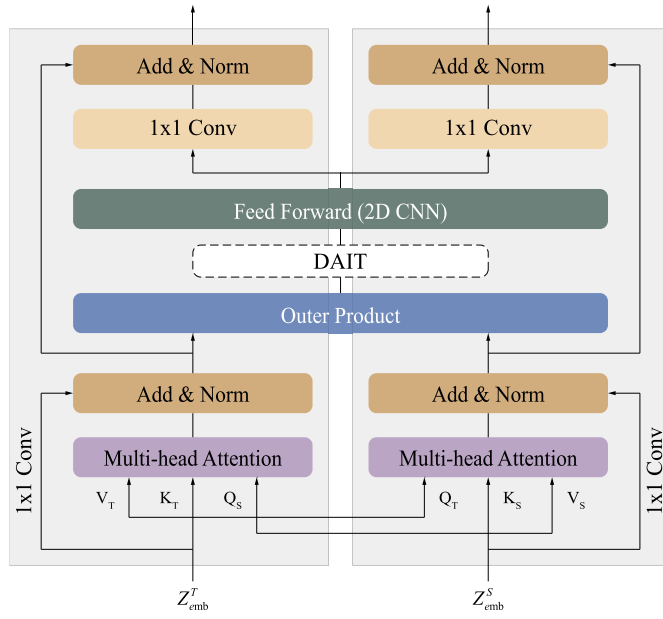 Add & Norm
Add & Norm
1x1 Conv
1x1 Conv
Feed Forward (2D CNN)
DAIT
Outer Product
Add & Norm
Add & Norm
1x1 Conv
Multi-head Attention
Multi-head Attention
1x1 Conv
V_T K_T Q_S
Q_T K_S V_S
Z^T_emb
Z^S_emb